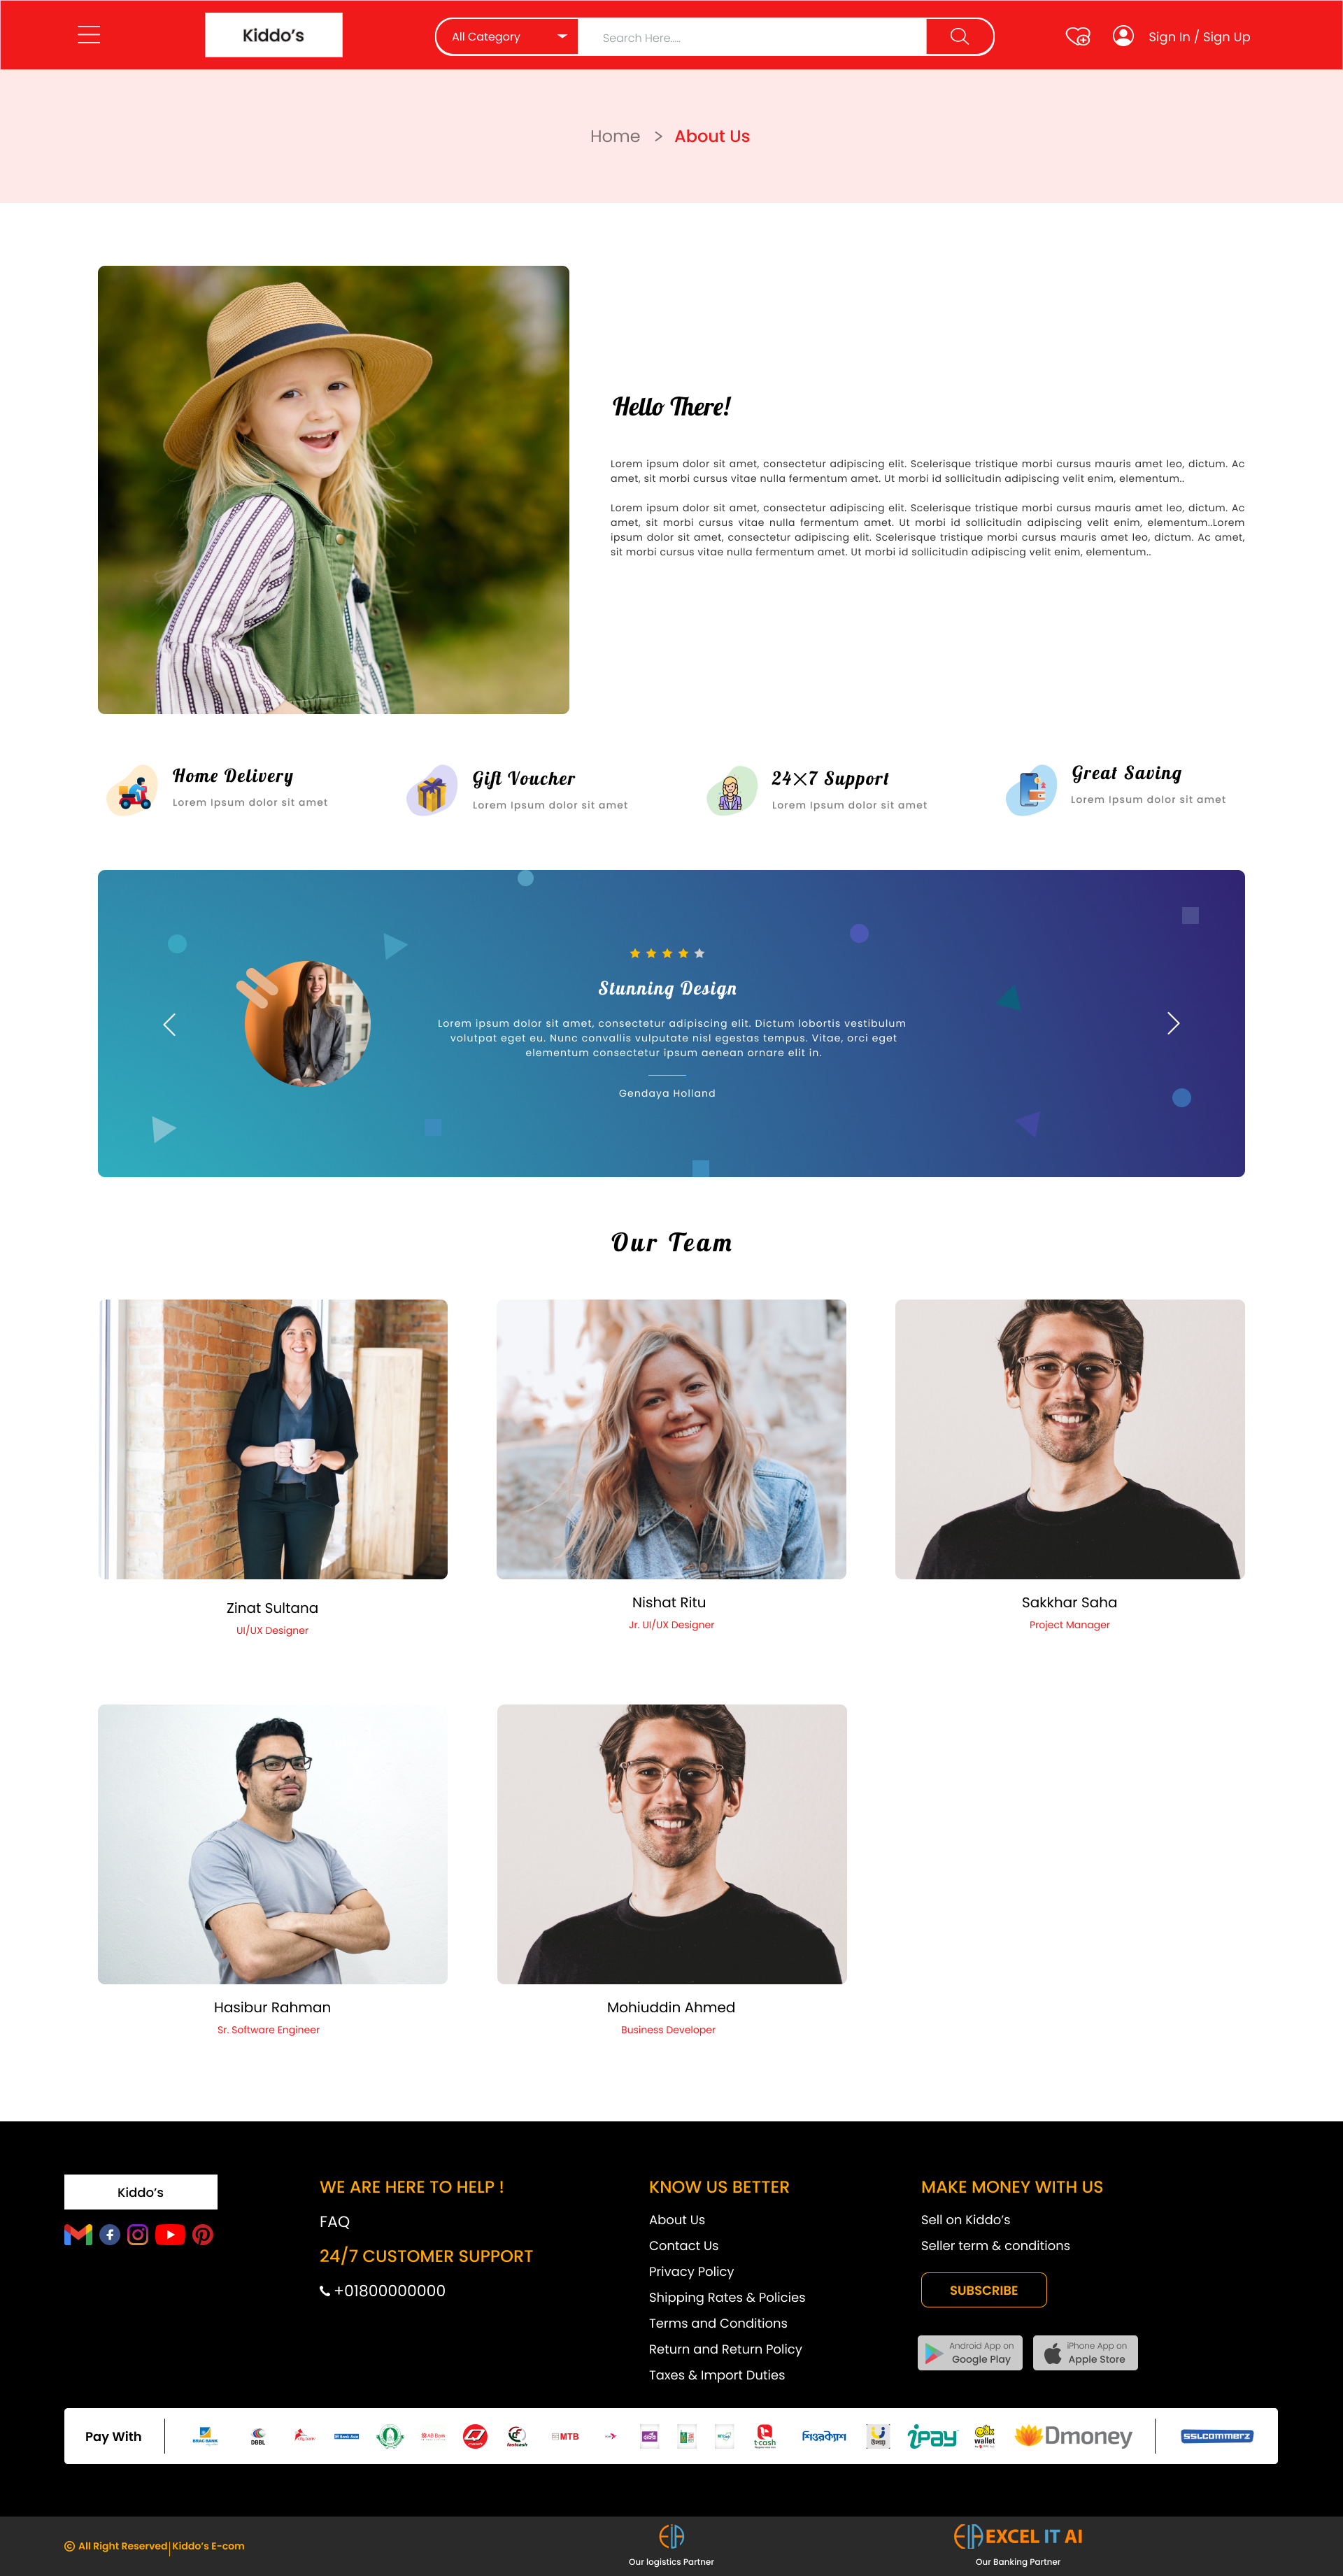 Kiddo's
All Category
Search Here.....
Sign In / Sign Up
Home > About Us
Hello There!
Lorem ipsum dolor sit amet, consectetur adipiscing elit. Scelerisque tristique morbi cursus mauris amet leo, dictum. Ac
amet, sit morbi cursus vitae nulla fermentum amet. Ut morbi id sollicitudin adipiscing velit enim, elementum..
Lorem ipsum dolor sit amet, consectetur adipiscing elit. Scelerisque tristique morbi cursus mauris amet leo, dictum. Ac
amet, sit morbi cursus vitae nulla fermentum amet. Ut morbi id sollicitudin adipiscing velit enim, elementum..Lorem
ipsum dolor sit amet, consectetur adipiscing elit. Scelerisque tristique morbi cursus mauris amet leo, dictum. Ac amet,
sit morbi cursus vitae nulla fermentum amet. Ut morbi id sollicitudin adipiscing velit enim, elementum..
Home Delivery
Lorem Ipsum dolor sit amet
Gift Voucher
Lorem Ipsum dolor sit amet
24×7 Support
Lorem Ipsum dolor sit amet
Great Saving
Lorem Ipsum dolor sit amet
Stunning Design
Lorem ipsum dolor sit amet, consectetur adipiscing elit. Dictum lobortis vestibulum
volutpat eget eu. Nunc convallis vulputate nisl egestas tempus. Vitae, orci eget
elementum consectetur ipsum aenean ornare elit in.
Gendaya Holland
Our Team
Zinat Sultana
UI/UX Designer
Nishat Ritu
Jr. UI/UX Designer
Sakkhar Saha
Project Manager
Hasibur Rahman
Sr. Software Engineer
Mohiuddin Ahmed
Business Developer
Kiddo's
WE ARE HERE TO HELP !
FAQ
24/7 CUSTOMER SUPPORT
+01800000000
KNOW US BETTER
About Us
Contact Us
Privacy Policy
Shipping Rates & Policies
Terms and Conditions
Return and Return Policy
Taxes & Import Duties
MAKE MONEY WITH US
Sell on Kiddo's
Seller term & conditions
SUBSCRIBE
Android App on
Google Play
iPhone App on
Apple Store
Pay With
BRAC BANK
DBBL
Bank Asia
AB Bank
fastcash
MTB
t-cash
শিওরক্যাশ
উপায়
ipay
wallet
Dmoney
SSLCOMMERZ
© All Right Reserved | Kiddo's E-com
Our logistics Partner
EXCEL IT AI
Our Banking Partner